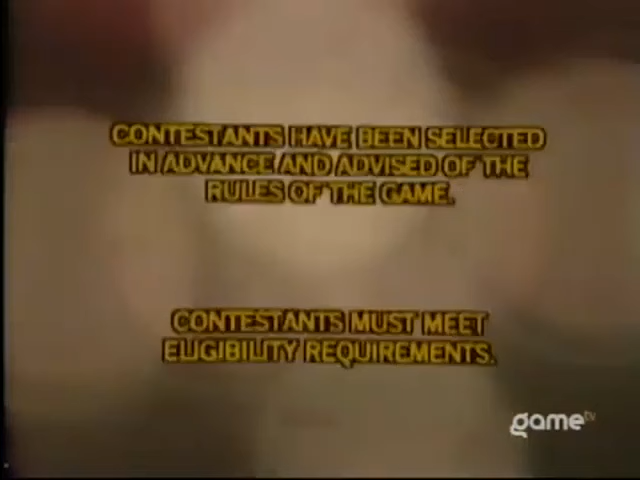 CONTESTANTS HAVE BEEN SELECTED
IN ADVANCE AND ADVISED OF THE
RULES OF THE GAME.
CONTESTANTS MUST MEET
ELIGIBILITY REQUIREMENTS.
game tv